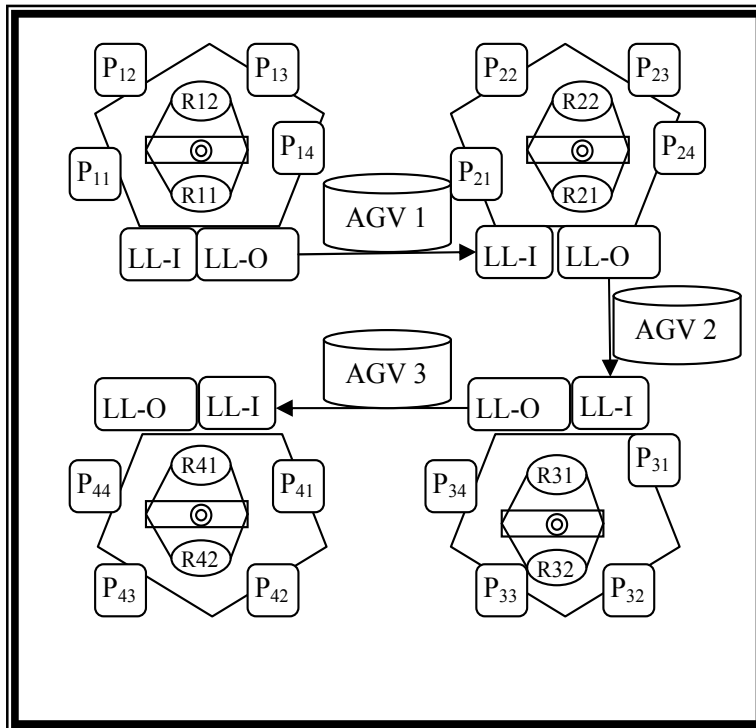 P₁₂ P₁₃ P₂₂ P₂₃
R12 R22
P₁₁ P₁₄ P₂₁ P₂₄
R11 R21
AGV 1
LL-I LL-O LL-I LL-O
AGV 2
AGV 3
LL-O LL-I LL-O LL-I
P₄₄ R41 P₄₁ P₃₄ R31 P₃₁
R42 R32
P₄₃ P₄₂ P₃₃ P₃₂